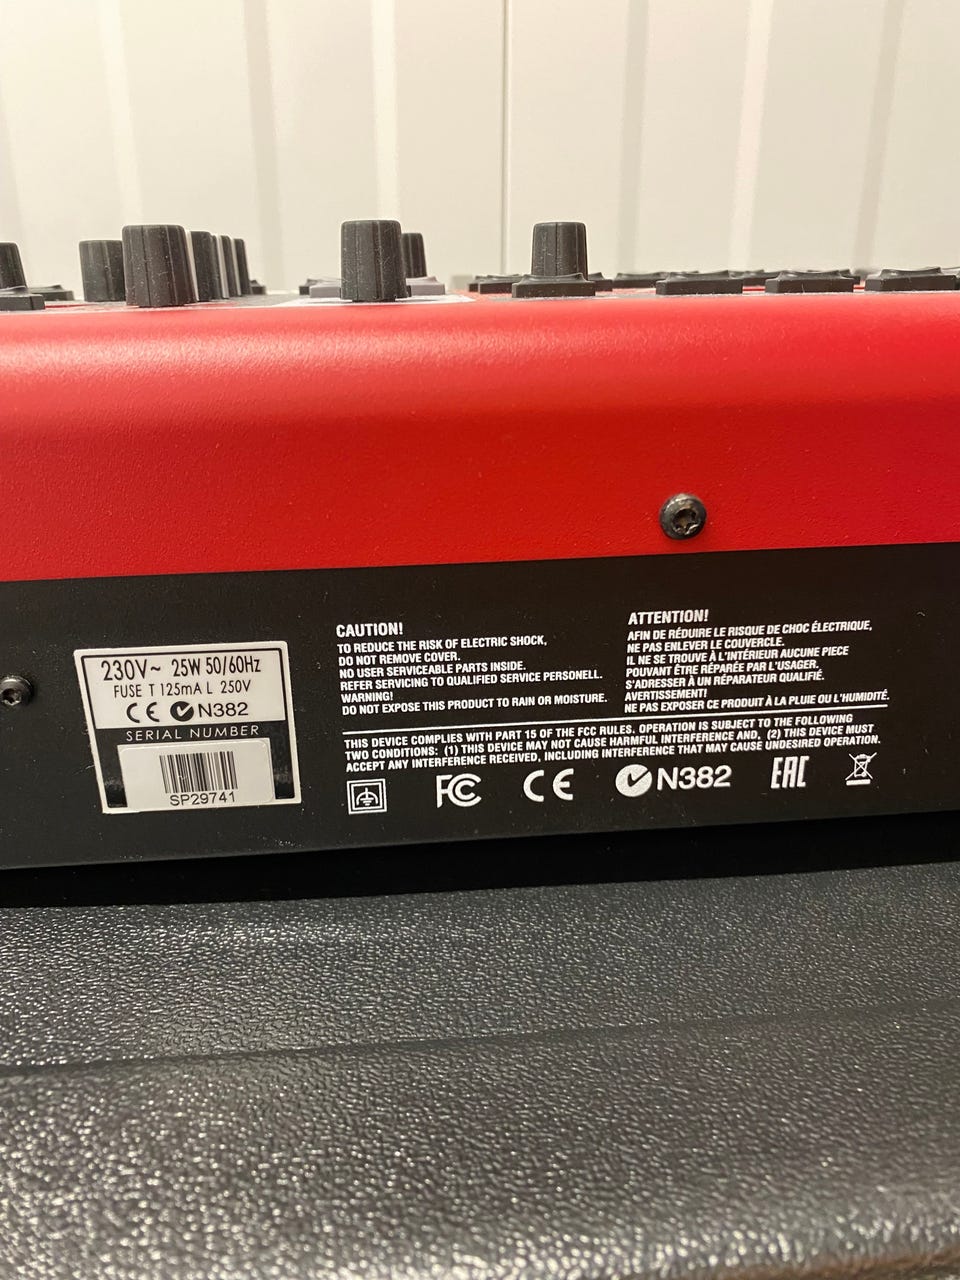 230V~ 25W 50/60Hz
FUSE T 125mA L 250V
CE N382
SERIAL NUMBER
SP29741
CAUTION!
TO REDUCE THE RISK OF ELECTRIC SHOCK,
DO NOT REMOVE COVER.
NO USER SERVICEABLE PARTS INSIDE.
REFER SERVICING TO QUALIFIED SERVICE PERSONELL.
WARNING!
DO NOT EXPOSE THIS PRODUCT TO RAIN OR MOISTURE.
ATTENTION!
AFIN DE RÉDUIRE LE RISQUE DE CHOC ÉLECTRIQUE,
NE PAS ENLEVER LE COUVERCLE.
IL NE SE TROUVE À L'INTÉRIEUR AUCUNE PIECE
POUVANT ÊTRE RÉPARÉE PAR L'USAGER.
S'ADRESSER À UN RÉPARATEUR QUALIFIÉ.
AVERTISSEMENT!
NE PAS EXPOSER CE PRODUIT À LA PLUIE OU L'HUMIDITÉ.
THIS DEVICE COMPLIES WITH PART 15 OF THE FCC RULES. OPERATION IS SUBJECT TO THE FOLLOWING
TWO CONDITIONS: (1) THIS DEVICE MAY NOT CAUSE HARMFUL INTERFERENCE AND, (2) THIS DEVICE MUST
ACCEPT ANY INTERFERENCE RECEIVED, INCLUDING INTERFERENCE THAT MAY CAUSE UNDESIRED OPERATION.
FC CE N382 EAC